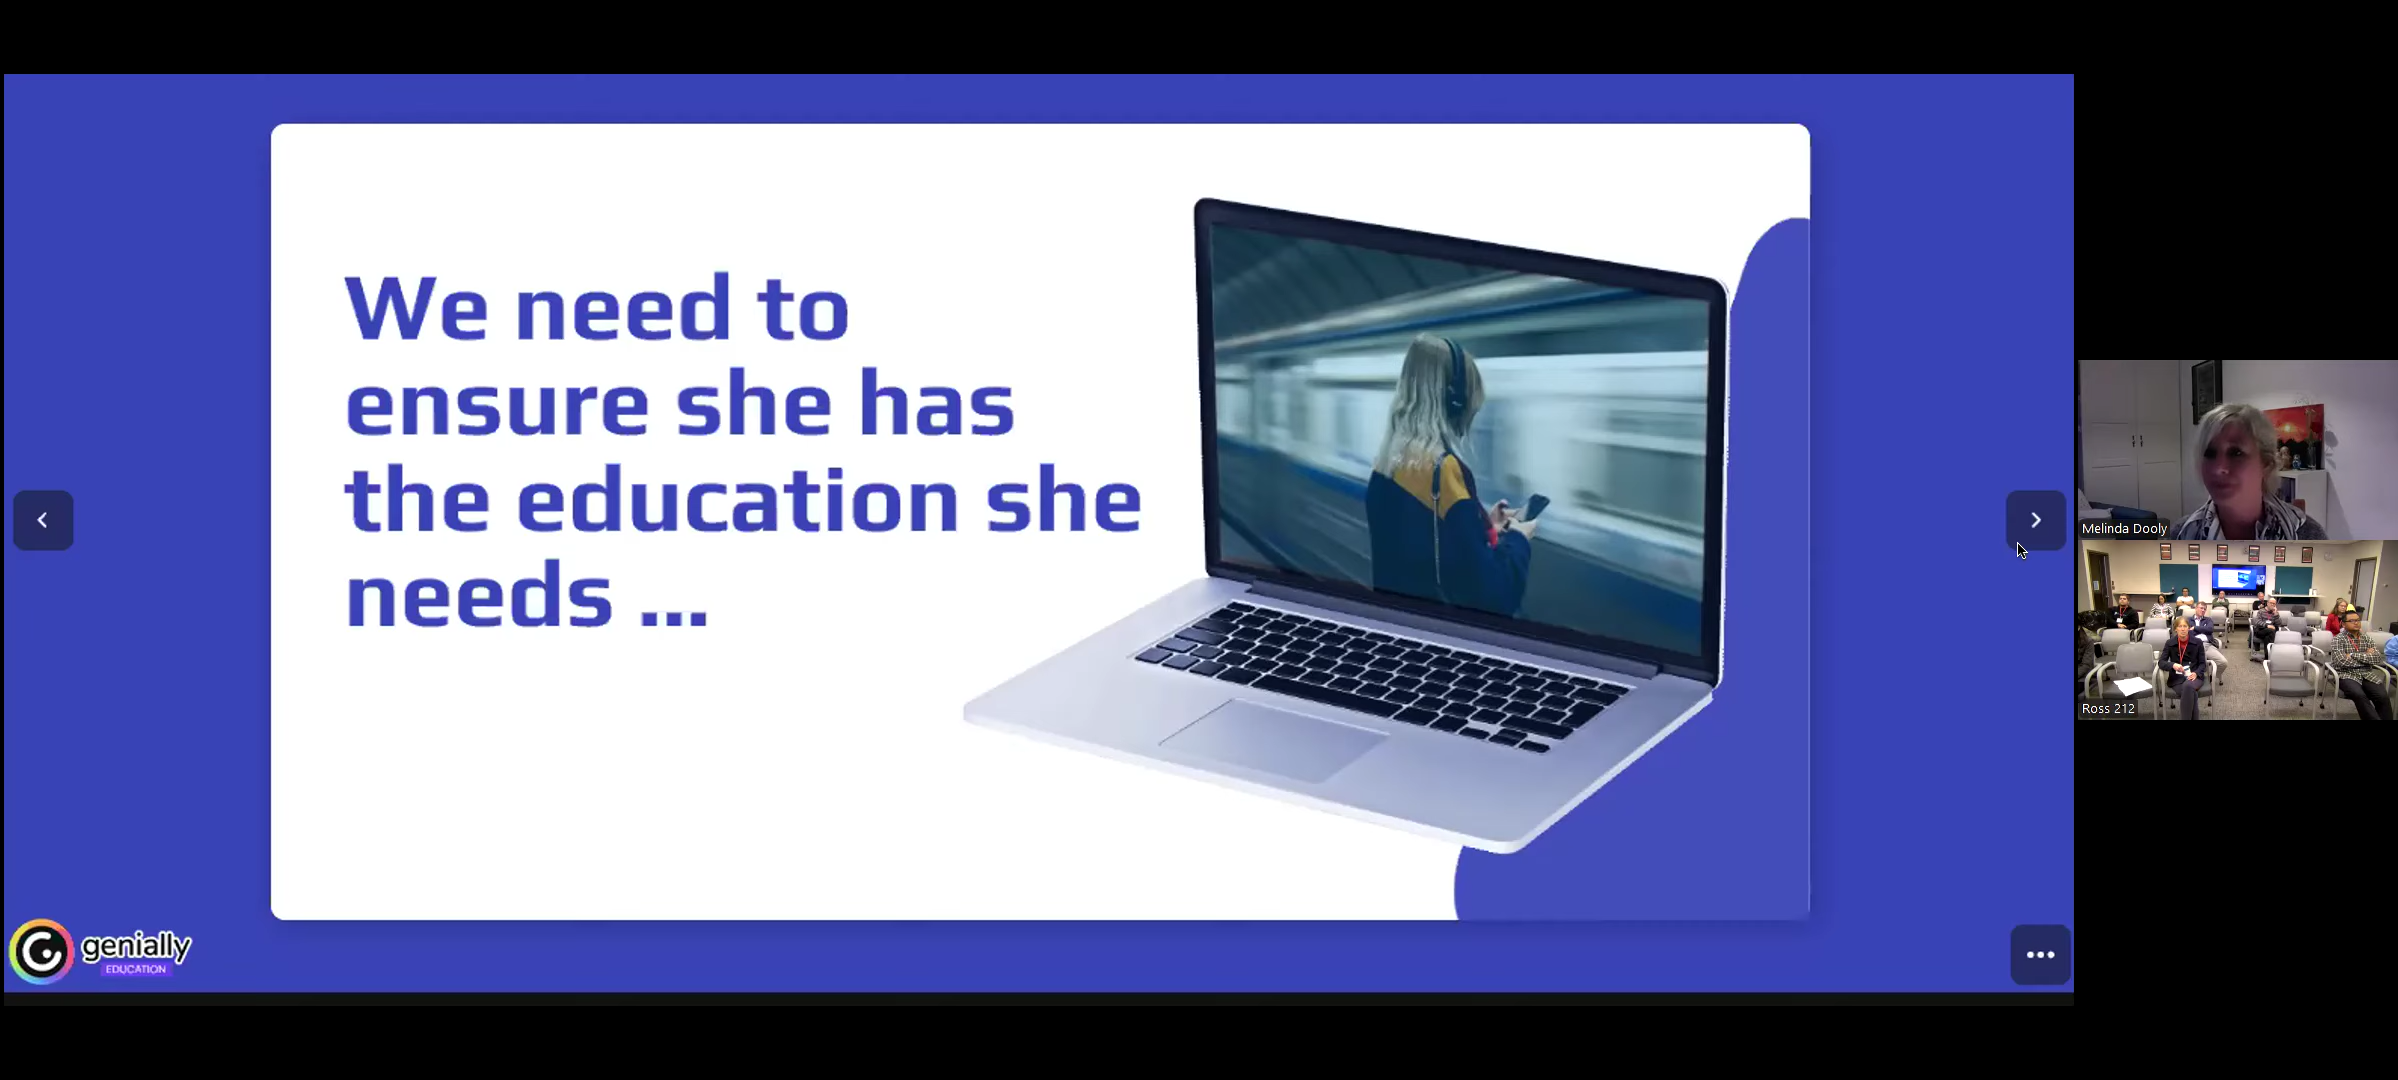 We need to
ensure she has
the education she
needs ...
genially
EDUCATION
Melinda Dooly
Ross 212